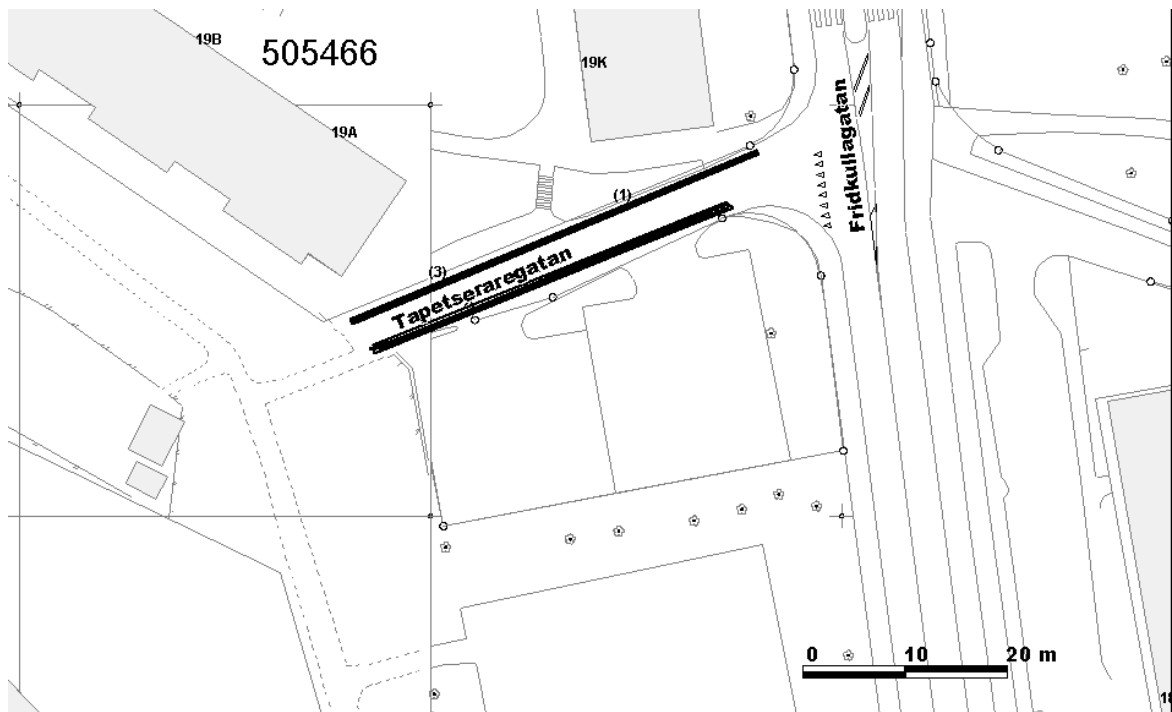 19B
505466
19K
19A
Fridkullagatan
(1)
(3)
Tapetseraregatan
0 10 20 m